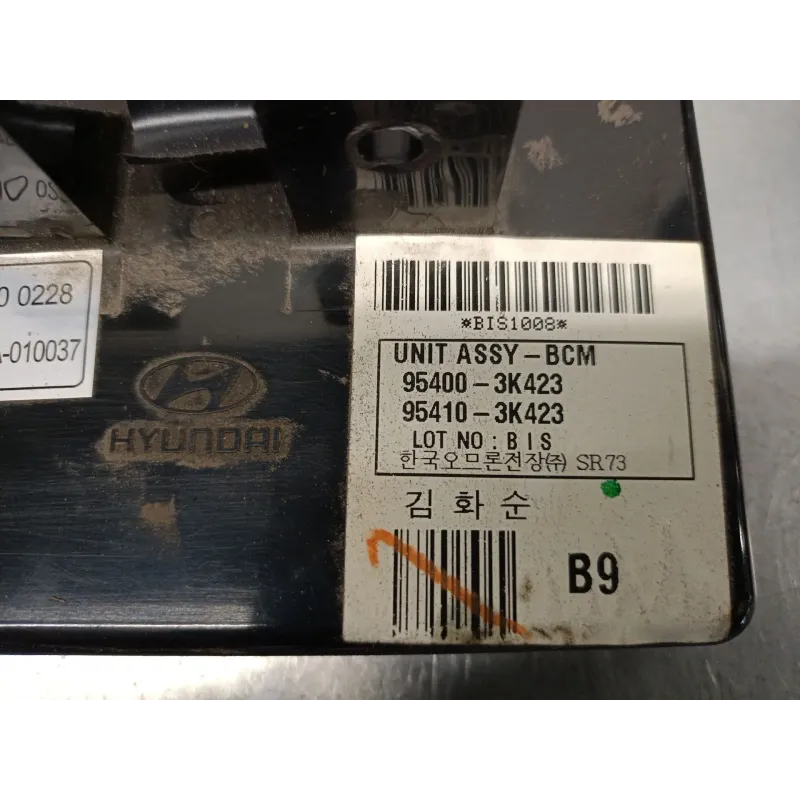 0 0228
-010037
HYUNDAI
*BIS1008*
UNIT ASSY-BCM
95400-3K423
95410-3K423
LOT NO : BIS
한국오므론전장㈜ SR73
김화순
B9